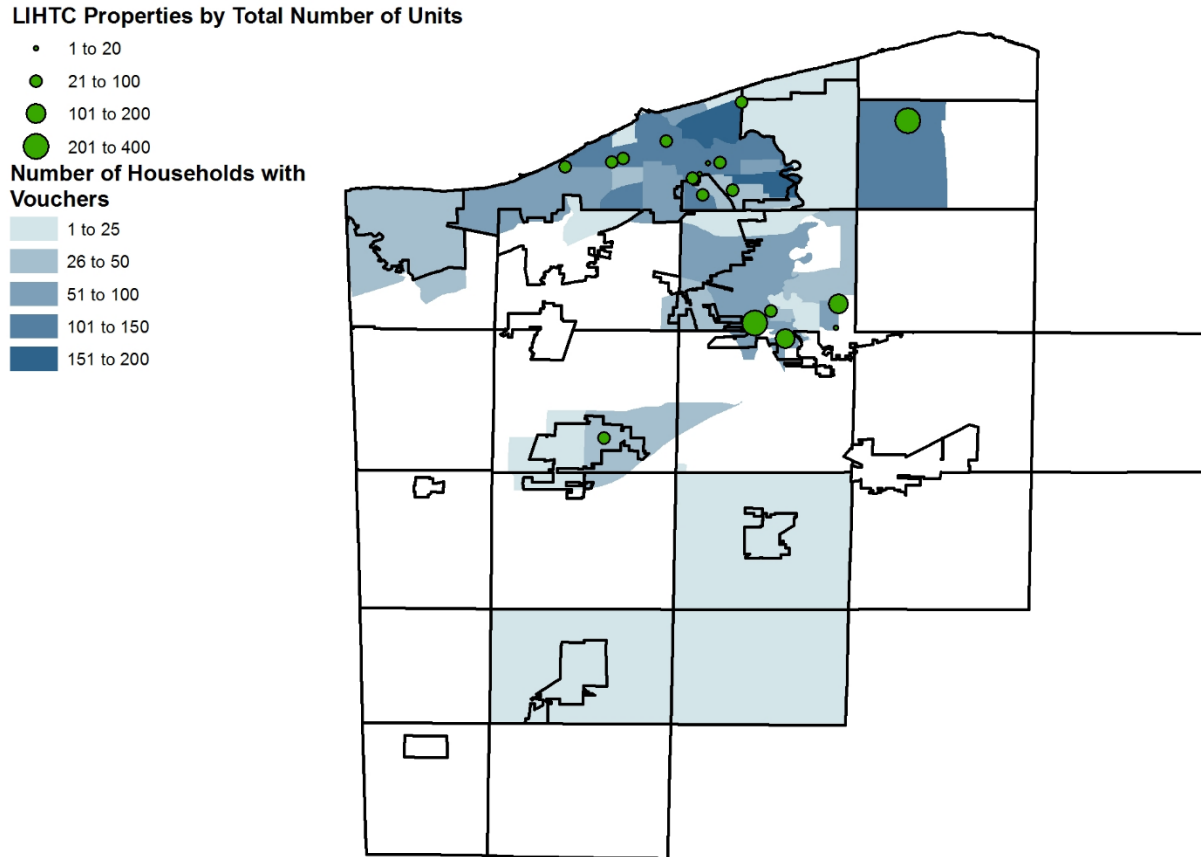 LIHTC Properties by Total Number of Units
1 to 20
21 to 100
101 to 200
201 to 400
Number of Households with
Vouchers
1 to 25
26 to 50
51 to 100
101 to 150
151 to 200